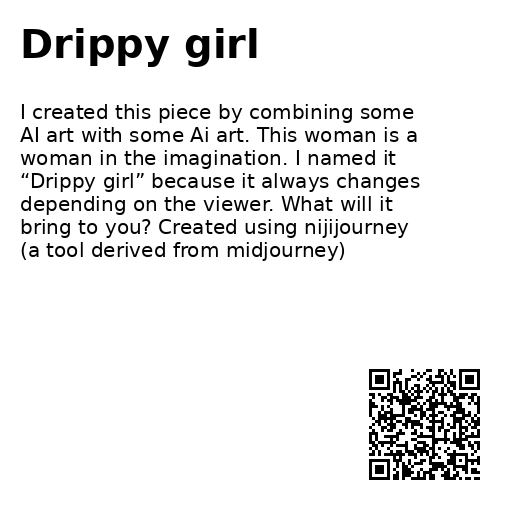 Drippy girl
I created this piece by combining some
AI art with some Ai art. This woman is a
woman in the imagination. I named it
“Drippy girl” because it always changes
depending on the viewer. What will it
bring to you? Created using nijijourney
(a tool derived from midjourney)